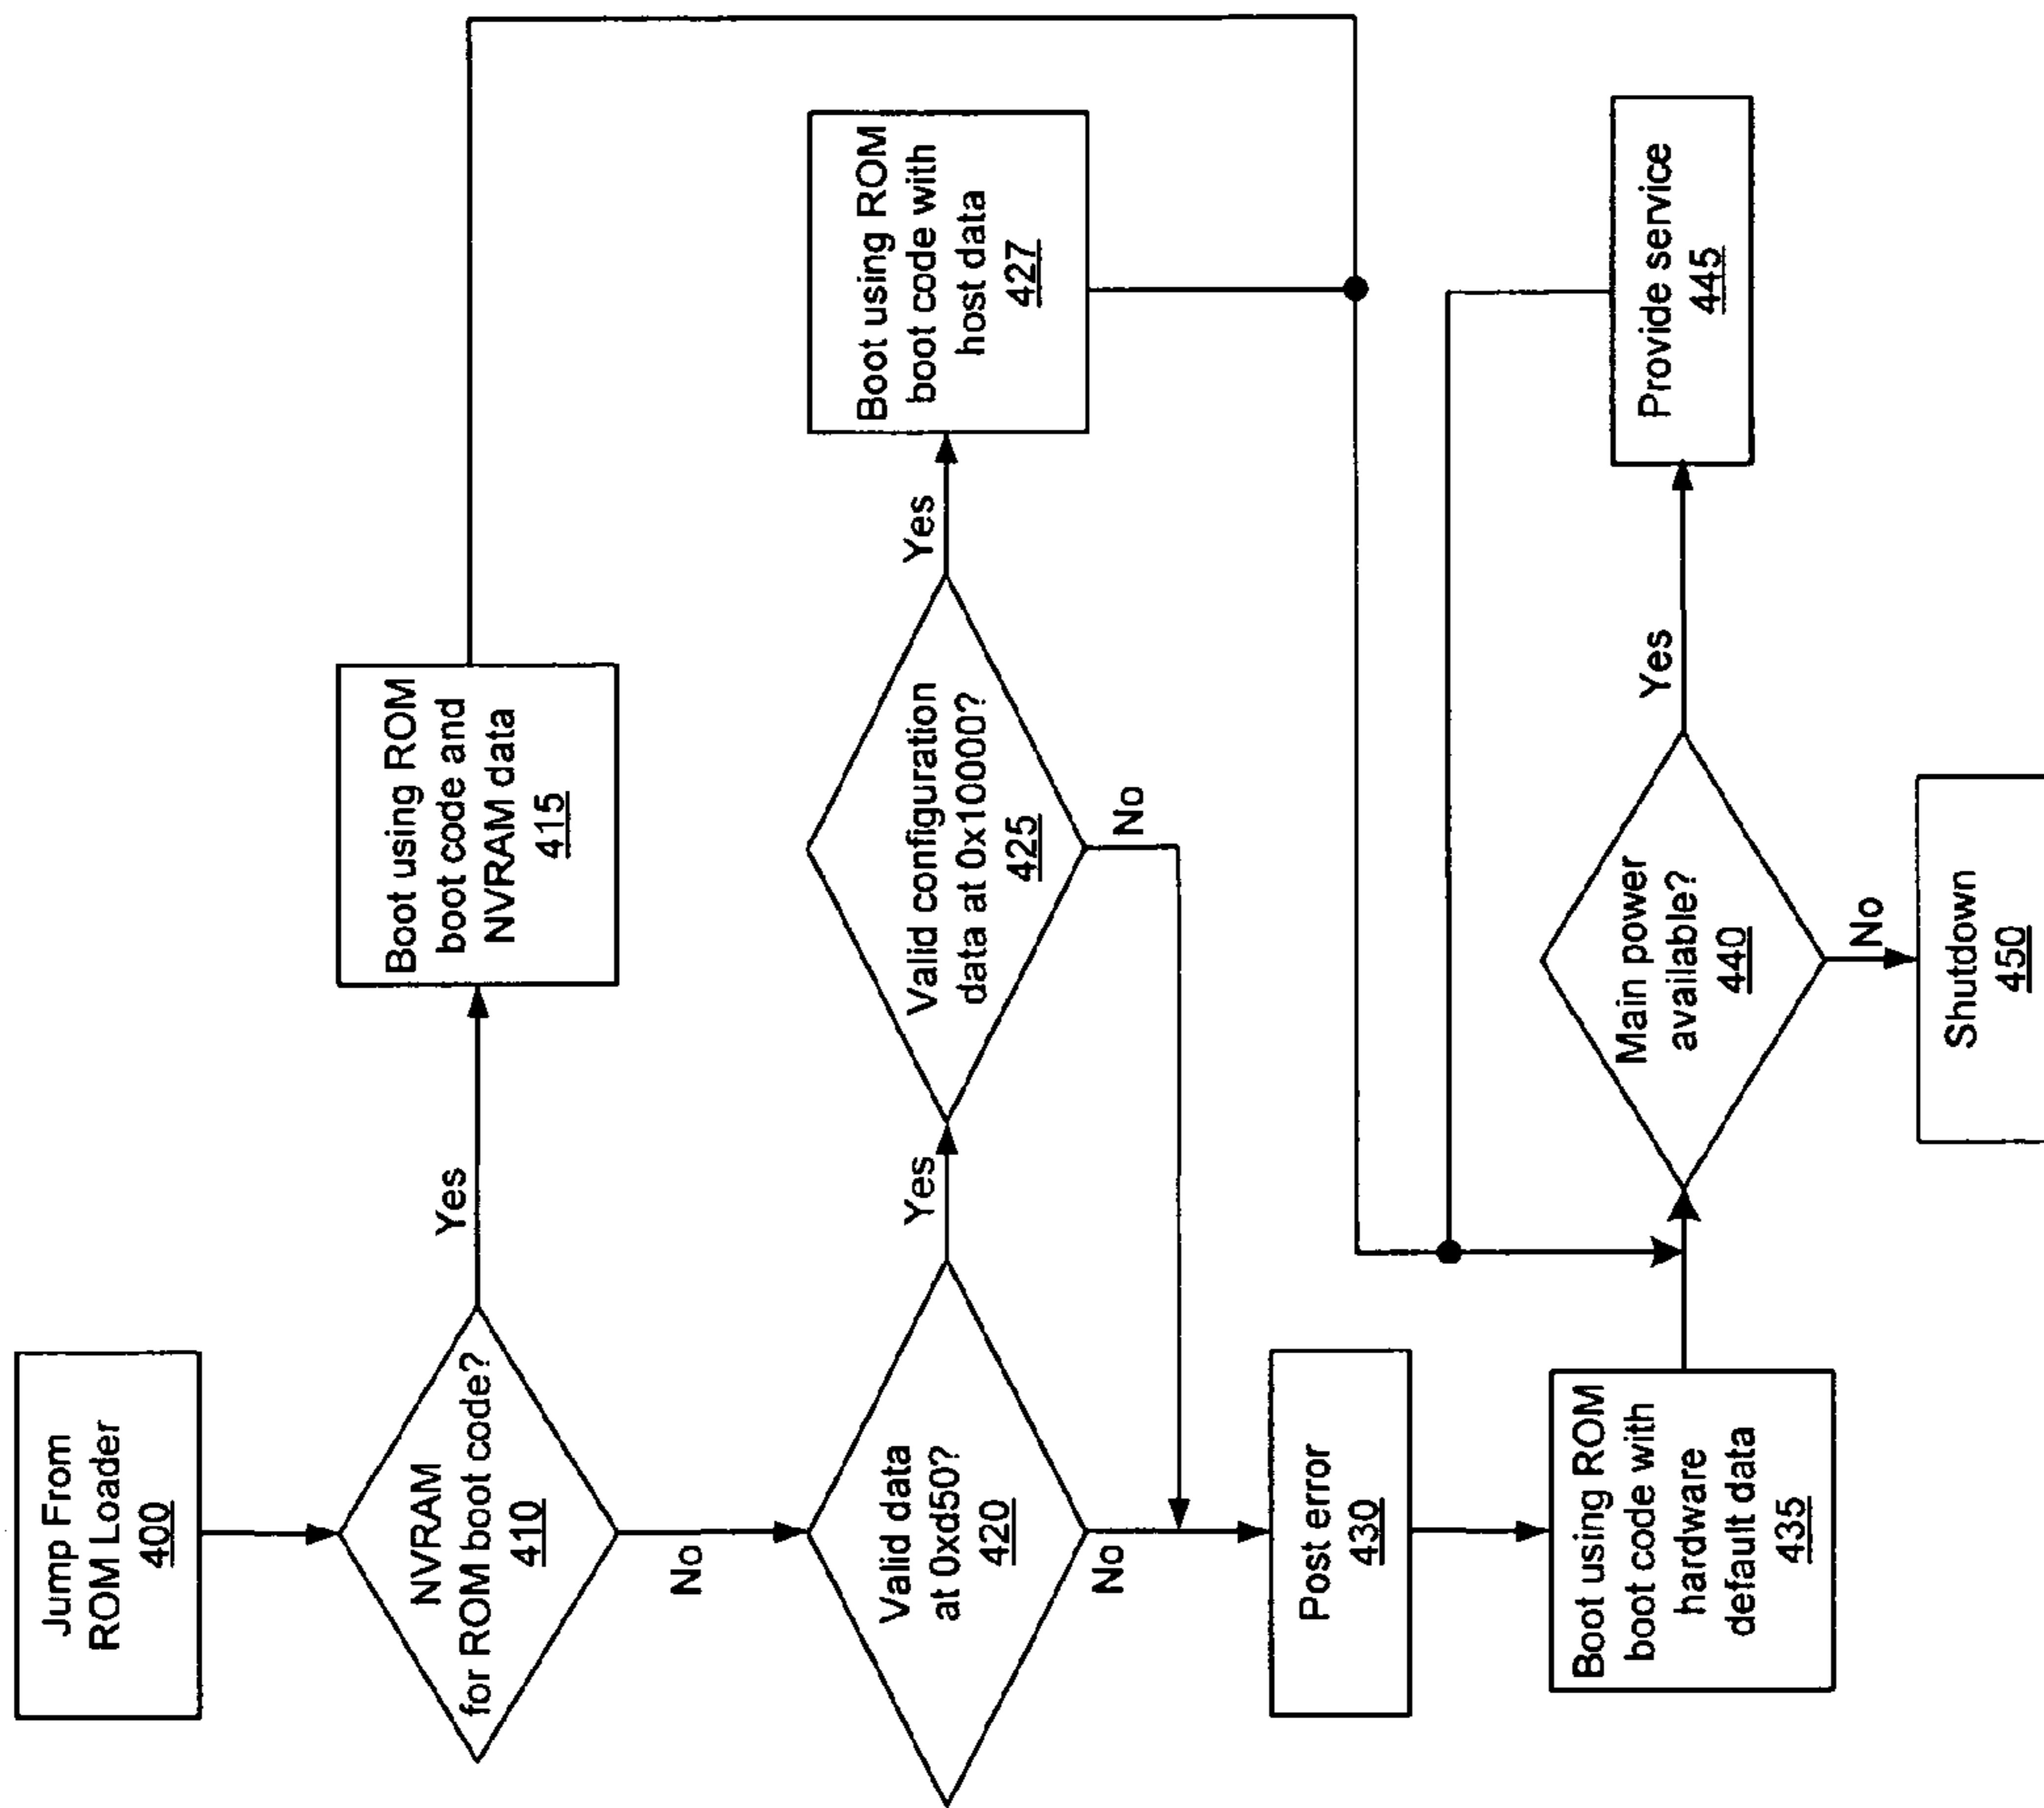 Jump From
ROM Loader
400
NVRAM
for ROM boot code?
410
Yes
Boot using ROM
boot code and
NVRAM data
415
No
Valid data
at 0xd50?
420
Yes
Valid configuration
data at 0x10000?
425
Yes
Boot using ROM
boot code with
host data
427
No
No
Post error
430
Boot using ROM
boot code with
hardware
default data
435
Main power
available?
440
Yes
Provide service
445
No
Shutdown
450